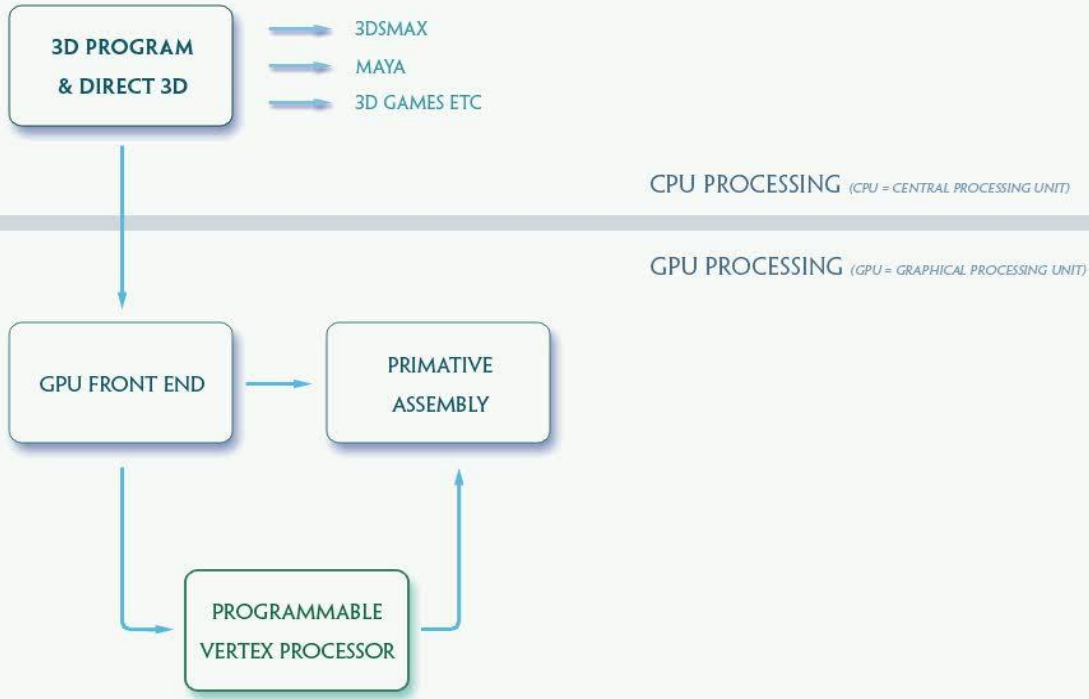 3D PROGRAM
& DIRECT 3D
3DSMAX
MAYA
3D GAMES ETC
CPU PROCESSING (CPU = CENTRAL PROCESSING UNIT)
GPU PROCESSING (GPU = GRAPHICAL PROCESSING UNIT)
GPU FRONT END
PRIMATIVE
ASSEMBLY
PROGRAMMABLE
VERTEX PROCESSOR